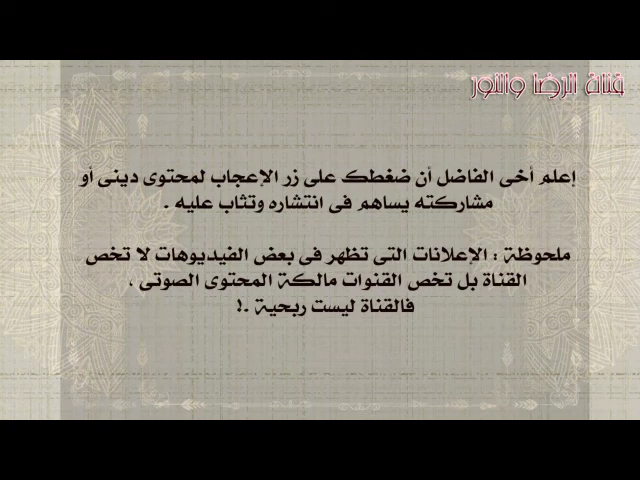 قناة الرضا والنور
إعلم أخى الفاضل أن ضغطك على زر الإعجاب لمحتوى دينى أو
مشاركته يساهم فى انتشاره وتثاب عليه .
ملحوظة : الإعلانات التى تظهر فى بعض الفيديوهات لا تخص
القناة بل تخص القنوات مالكة المحتوى الصوتى ،
فالقناة ليست ربحية .!